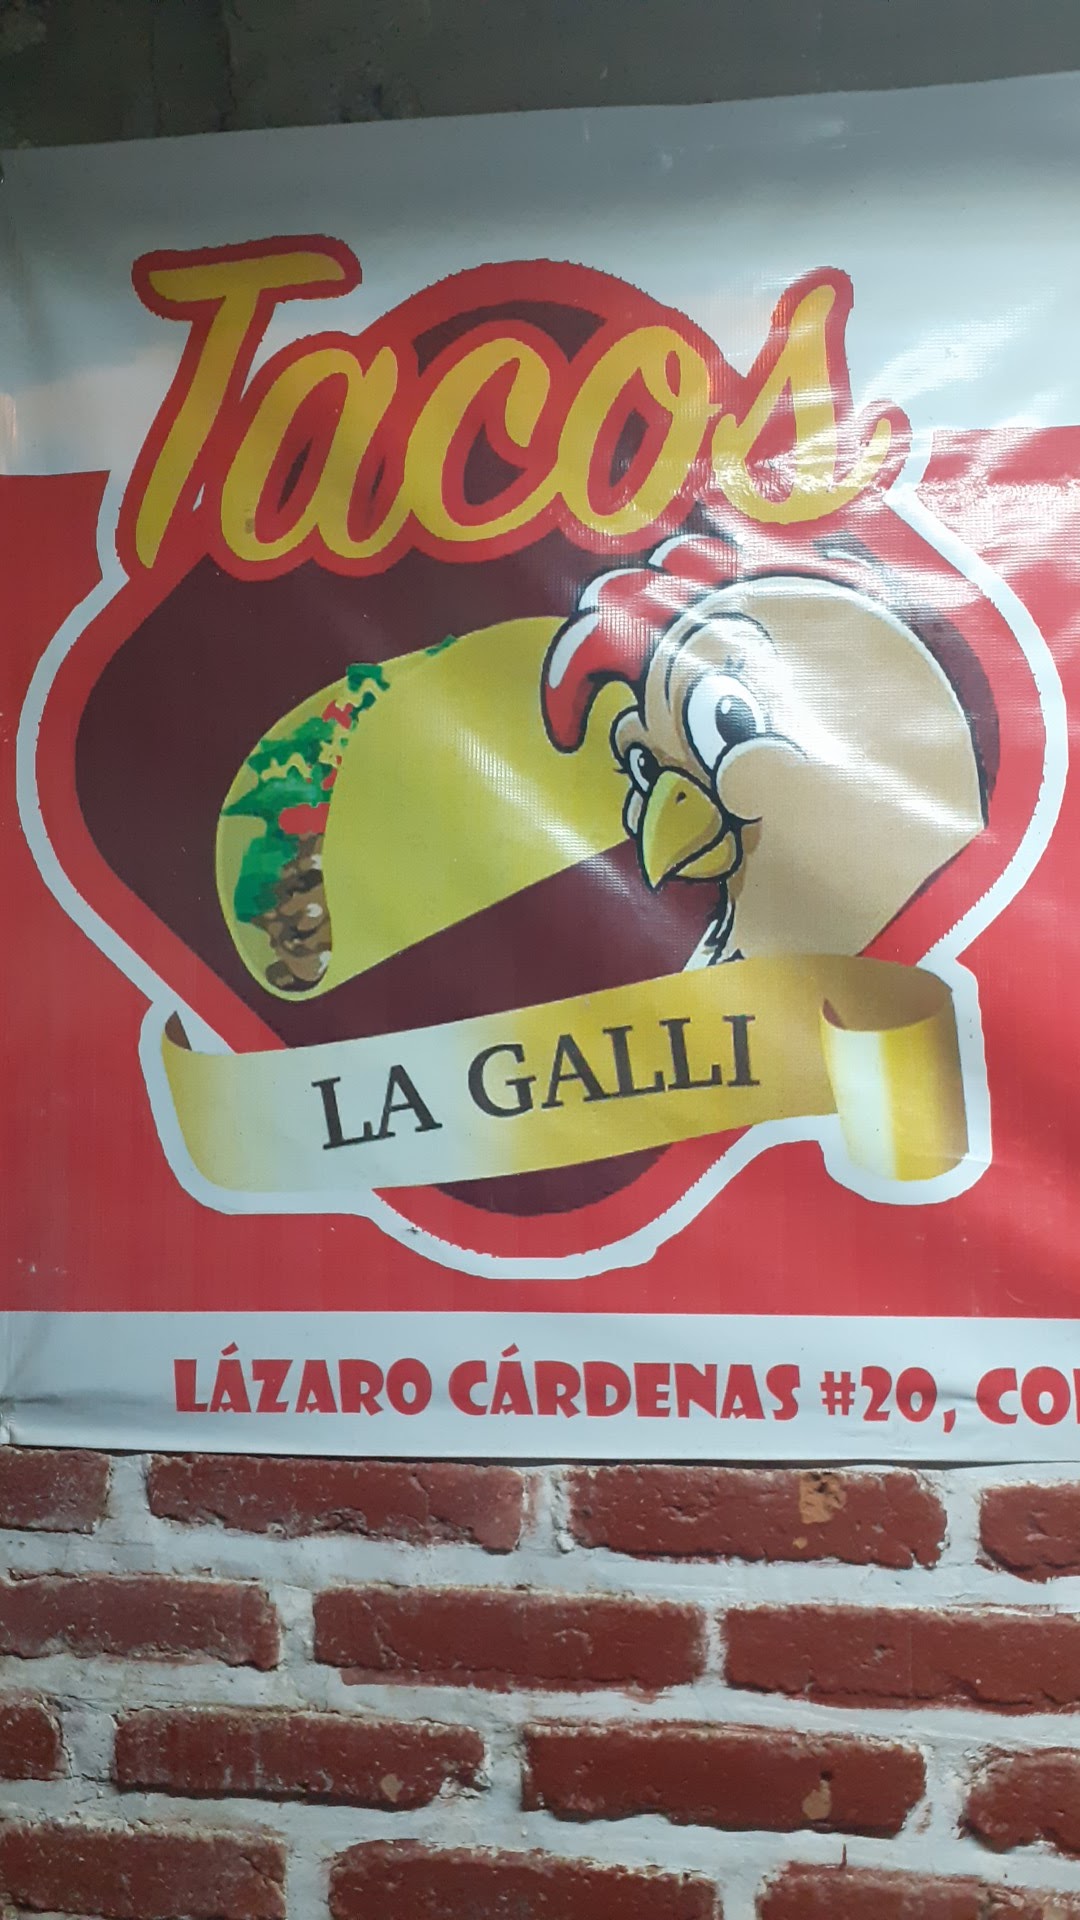 Tacos
LA GALLI
LÁZARO CÁRDENAS #20,